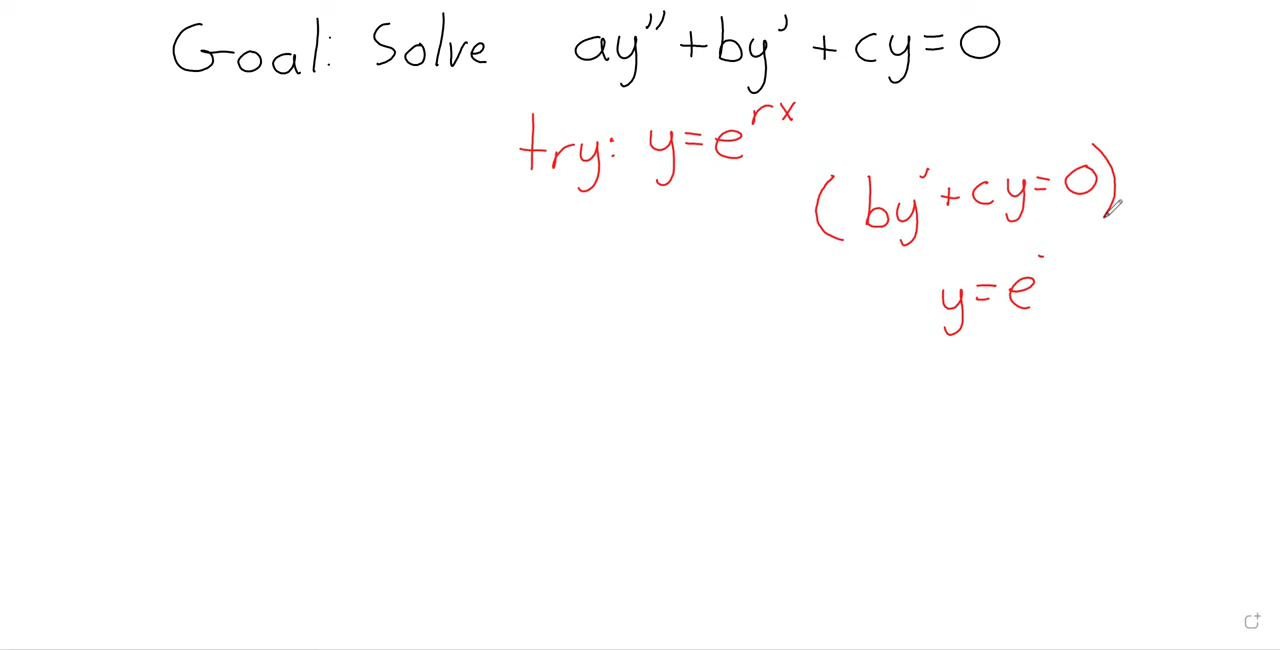 Goal: Solve ay'' + by' + cy = 0
try: y = e^{rx}
(by' + cy = 0)
y = e